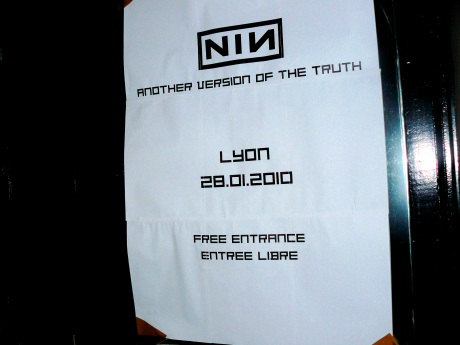 NIN
ANOTHER VERSION OF THE TRUTH
LYON
28.01.2010
FREE ENTRANCE
ENTREE LIBRE